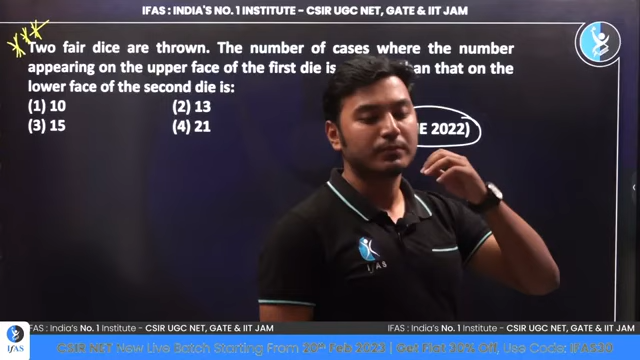 IFAS: INDIA'S NO. 1 INSTITUTE - CSIR UGC NET, GATE & IIT JAM
Two fair dice are thrown. The number of cases where the number
appearing on the upper face of the first die is than that on the
lower face of the second die is:
(1) 10 (2) 13
(3) 15 (4) 21
E 2022)
IFAS
iFAS
FAS : India's No. 1 Institute - CSIR UGC NET, GATE & IIT JAM IFAS: India's No. 1 Institute - CSIR UGC NET, GATE & IIT JAM
CSIR NET New Live Batch Starting From 20th Feb 2023 | Get Flat 30% Off, Use Code: